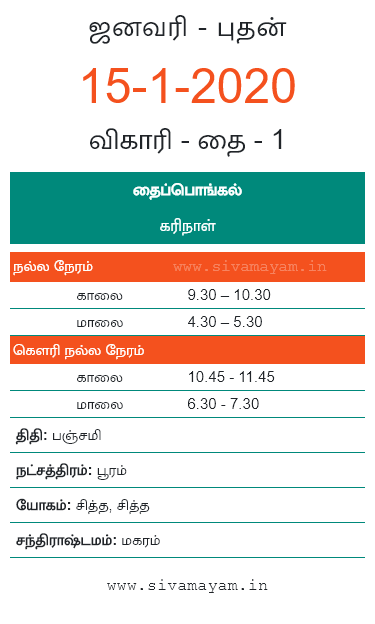 ஜனவரி - புதன்
15-1-2020
விகாரி - தை - 1
தைப்பொங்கல்
கரிநாள்
நல்ல நேரம் www.sivamayam.in
காலை 9.30 – 10.30
மாலை 4.30 – 5.30
கௌரி நல்ல நேரம்
காலை 10.45 - 11.45
மாலை 6.30 - 7.30
திதி: பஞ்சமி
நட்சத்திரம்: பூரம்
யோகம்: சித்த, சித்த
சந்திராஷ்டமம்: மகரம்
www.sivamayam.in